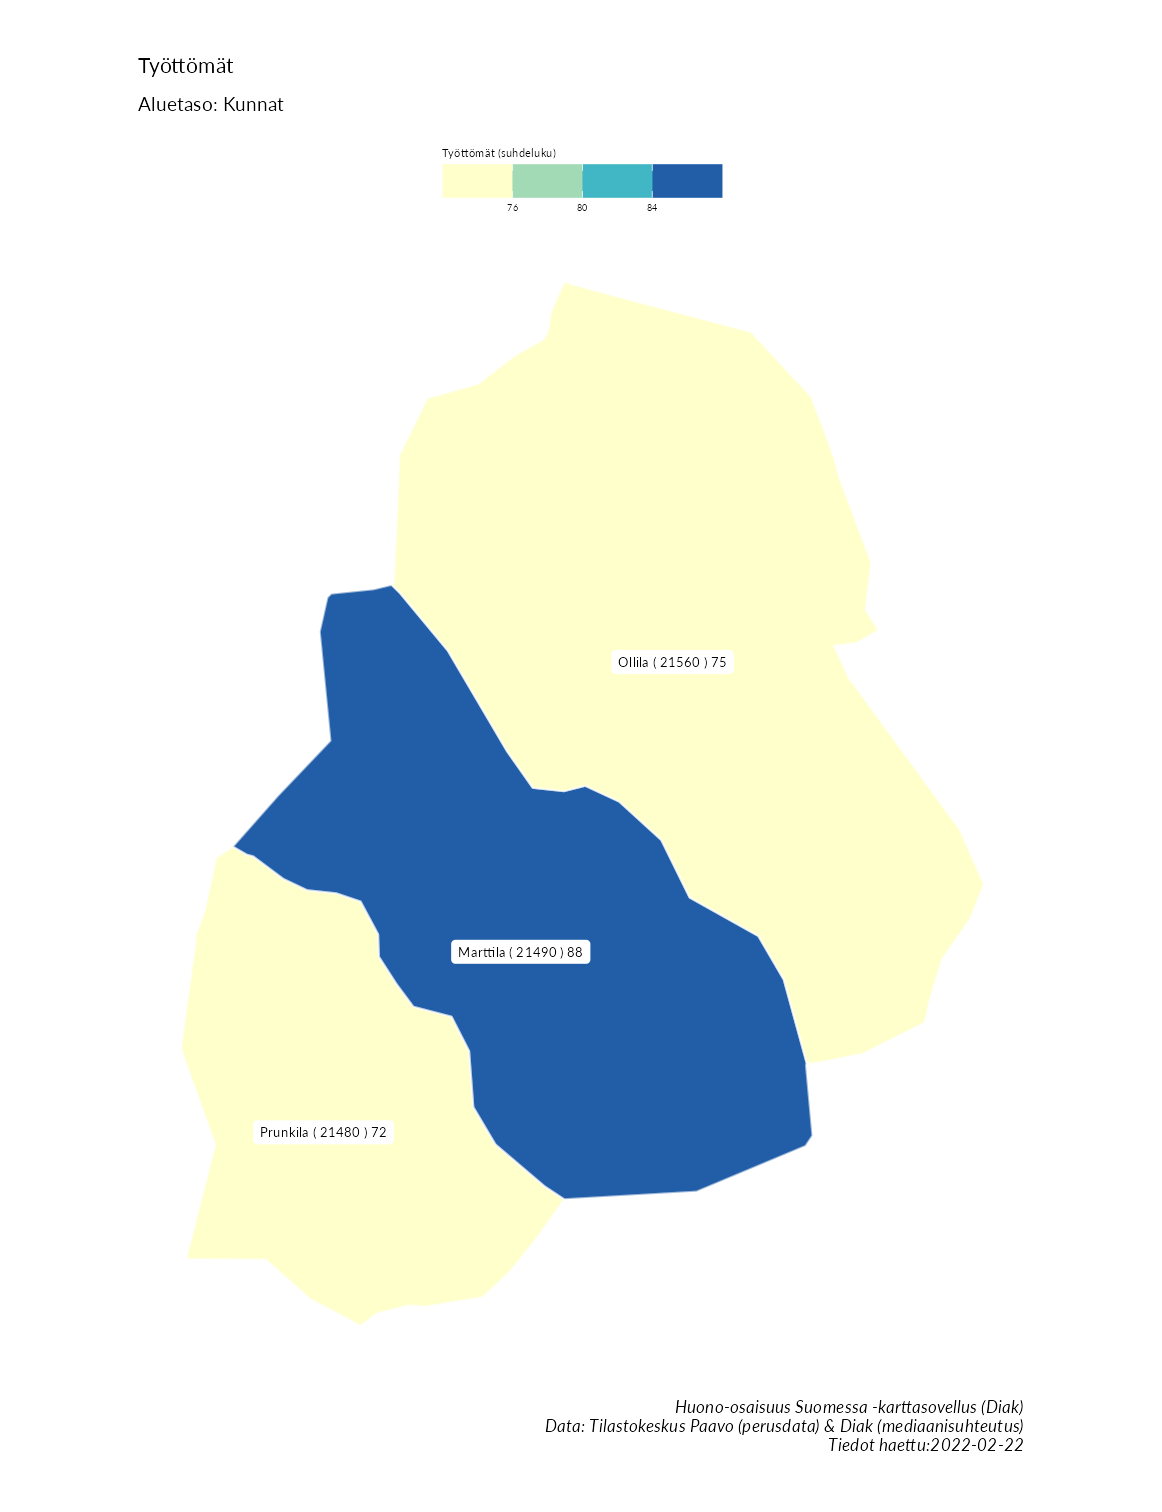 Työttömät
Aluetaso: Kunnat
Työttömät (suhdeluku)
76 80 84
Ollila ( 21560 ) 75
Marttila ( 21490 ) 88
Prunkila ( 21480 ) 72
Huono-osaisuus Suomessa -karttasovellus (Diak)
Data: Tilastokeskus Paavo (perusdata) & Diak (mediaanisuhteutus)
Tiedot haettu:2022-02-22